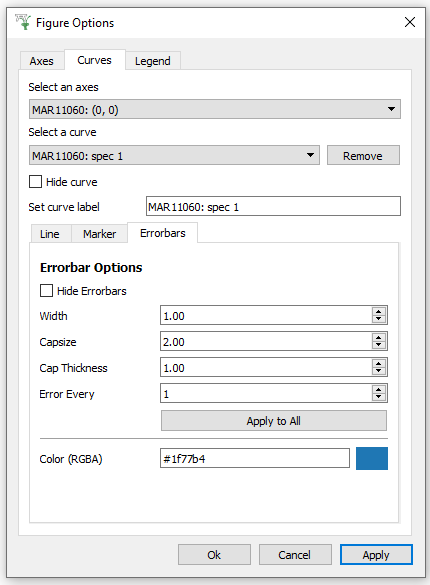 Figure Options
Axes Curves Legend
Select an axes
MAR11060: (0, 0)
Select a curve
MAR11060: spec 1 Remove
Hide curve
Set curve label MAR11060: spec 1
Line Marker Errorbars
Errorbar Options
Hide Errorbars
Width 1.00
Capsize 2.00
Cap Thickness 1.00
Error Every 1
Apply to All
Color (RGBA) #1f77b4
Ok Cancel Apply